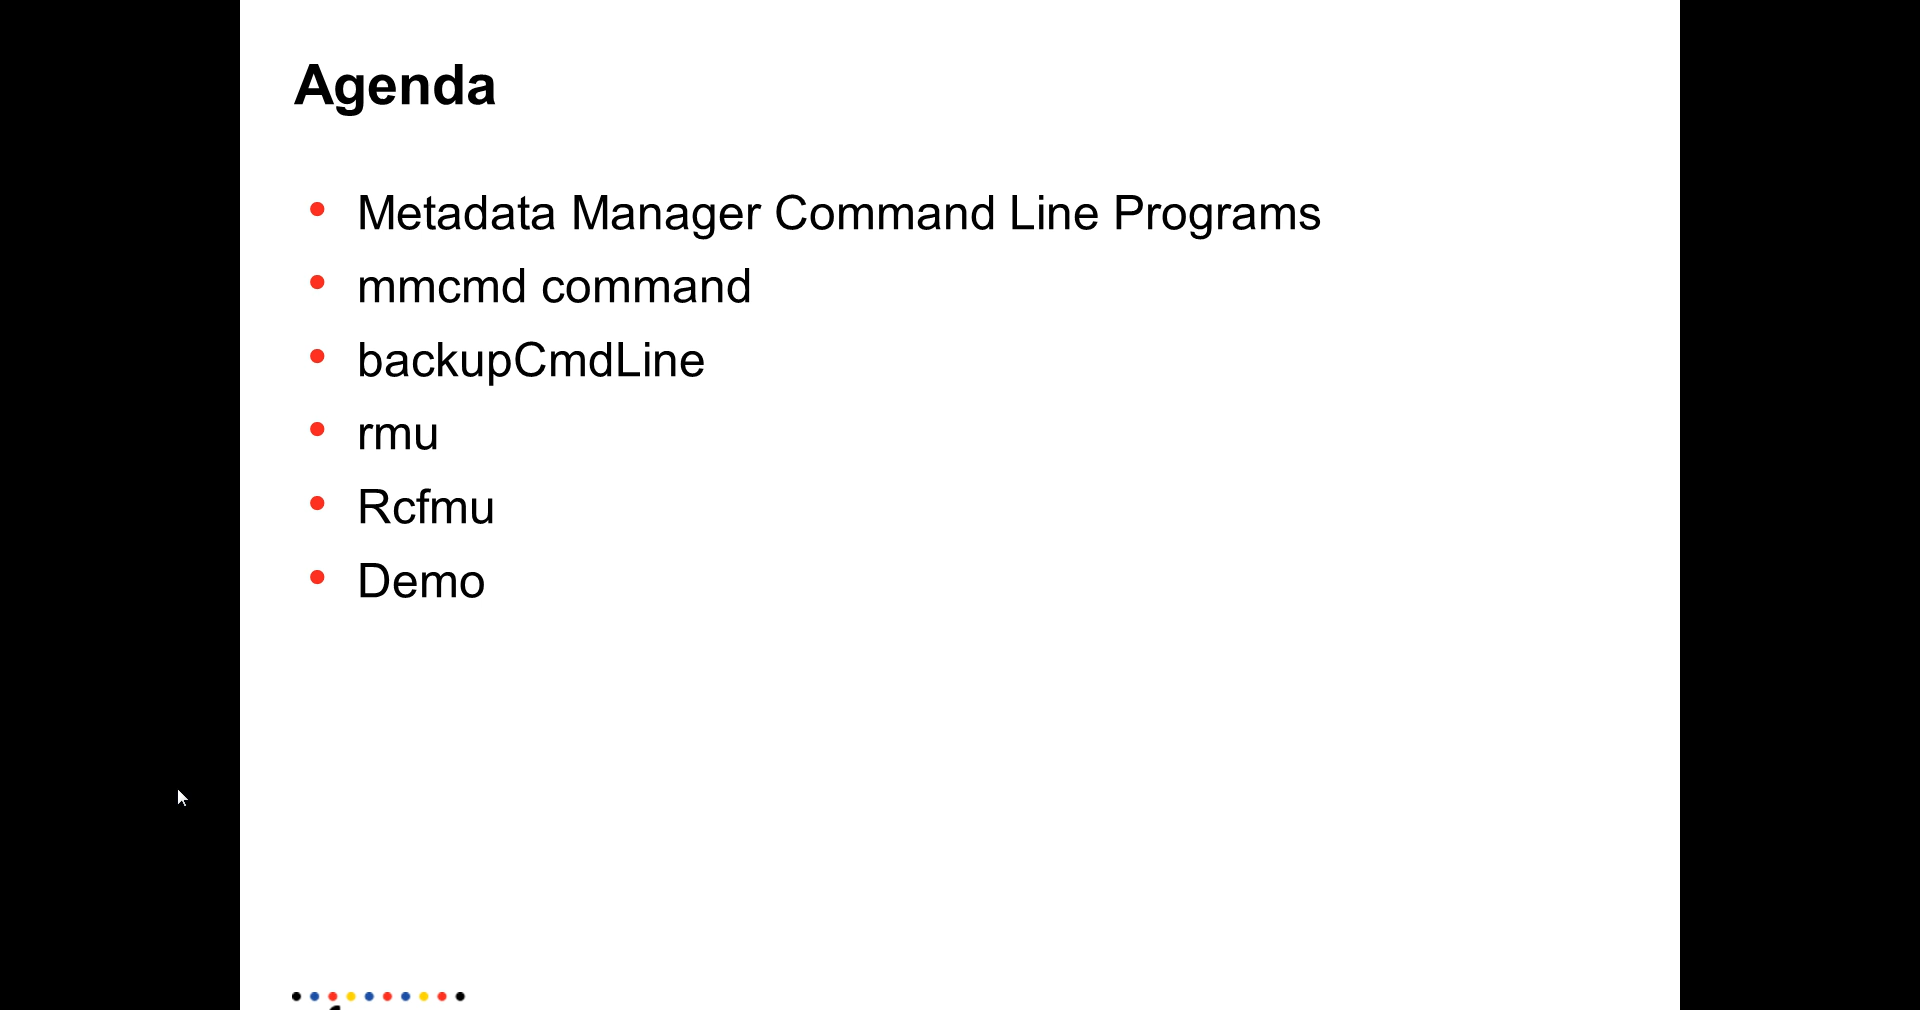 Agenda
Metadata Manager Command Line Programs
mmcmd command
backupCmdLine
rmu
Rcfmu
Demo